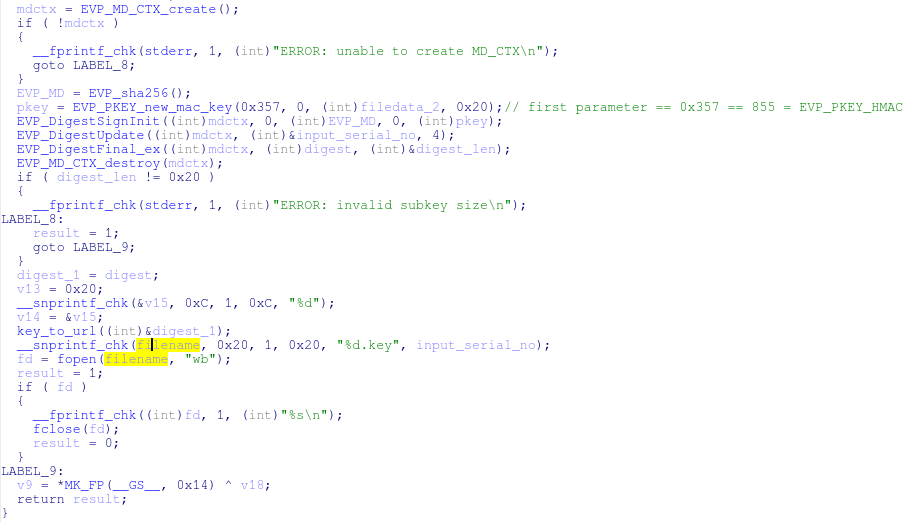 mdctx = EVP_MD_CTX_create();
if ( !mdctx )
{
__fprintf_chk(stderr, 1, (int)"ERROR: unable to create MD_CTX\n");
goto LABEL_8;
}
EVP_MD = EVP_sha256();
pkey = EVP_PKEY_new_mac_key(0x357, 0, (int)filedata_2, 0x20);// first parameter == 0x357 == 855 = EVP_PKEY_HMAC
EVP_DigestSignInit((int)mdctx, 0, (int)EVP_MD, 0, (int)pkey);
EVP_DigestUpdate((int)mdctx, (int)&input_serial_no, 4);
EVP_DigestFinal_ex((int)mdctx, (int)digest, (int)&digest_len);
EVP_MD_CTX_destroy(mdctx);
if ( digest_len != 0x20 )
{
__fprintf_chk(stderr, 1, (int)"ERROR: invalid subkey size\n");
LABEL_8:
result = 1;
goto LABEL_9;
}
digest_1 = digest;
v13 = 0x20;
__snprintf_chk(&v15, 0xC, 1, 0xC, "%d");
v14 = &v15;
key_to_url((int)&digest_1);
__snprintf_chk(filename, 0x20, 1, 0x20, "%d.key", input_serial_no);
fd = fopen(filename, "wb");
result = 1;
if ( fd )
{
__fprintf_chk((int)fd, 1, (int)"%s\n");
fclose(fd);
result = 0;
}
LABEL_9:
v9 = *MK_FP(__GS__, 0x14) ^ v18;
return result;
}